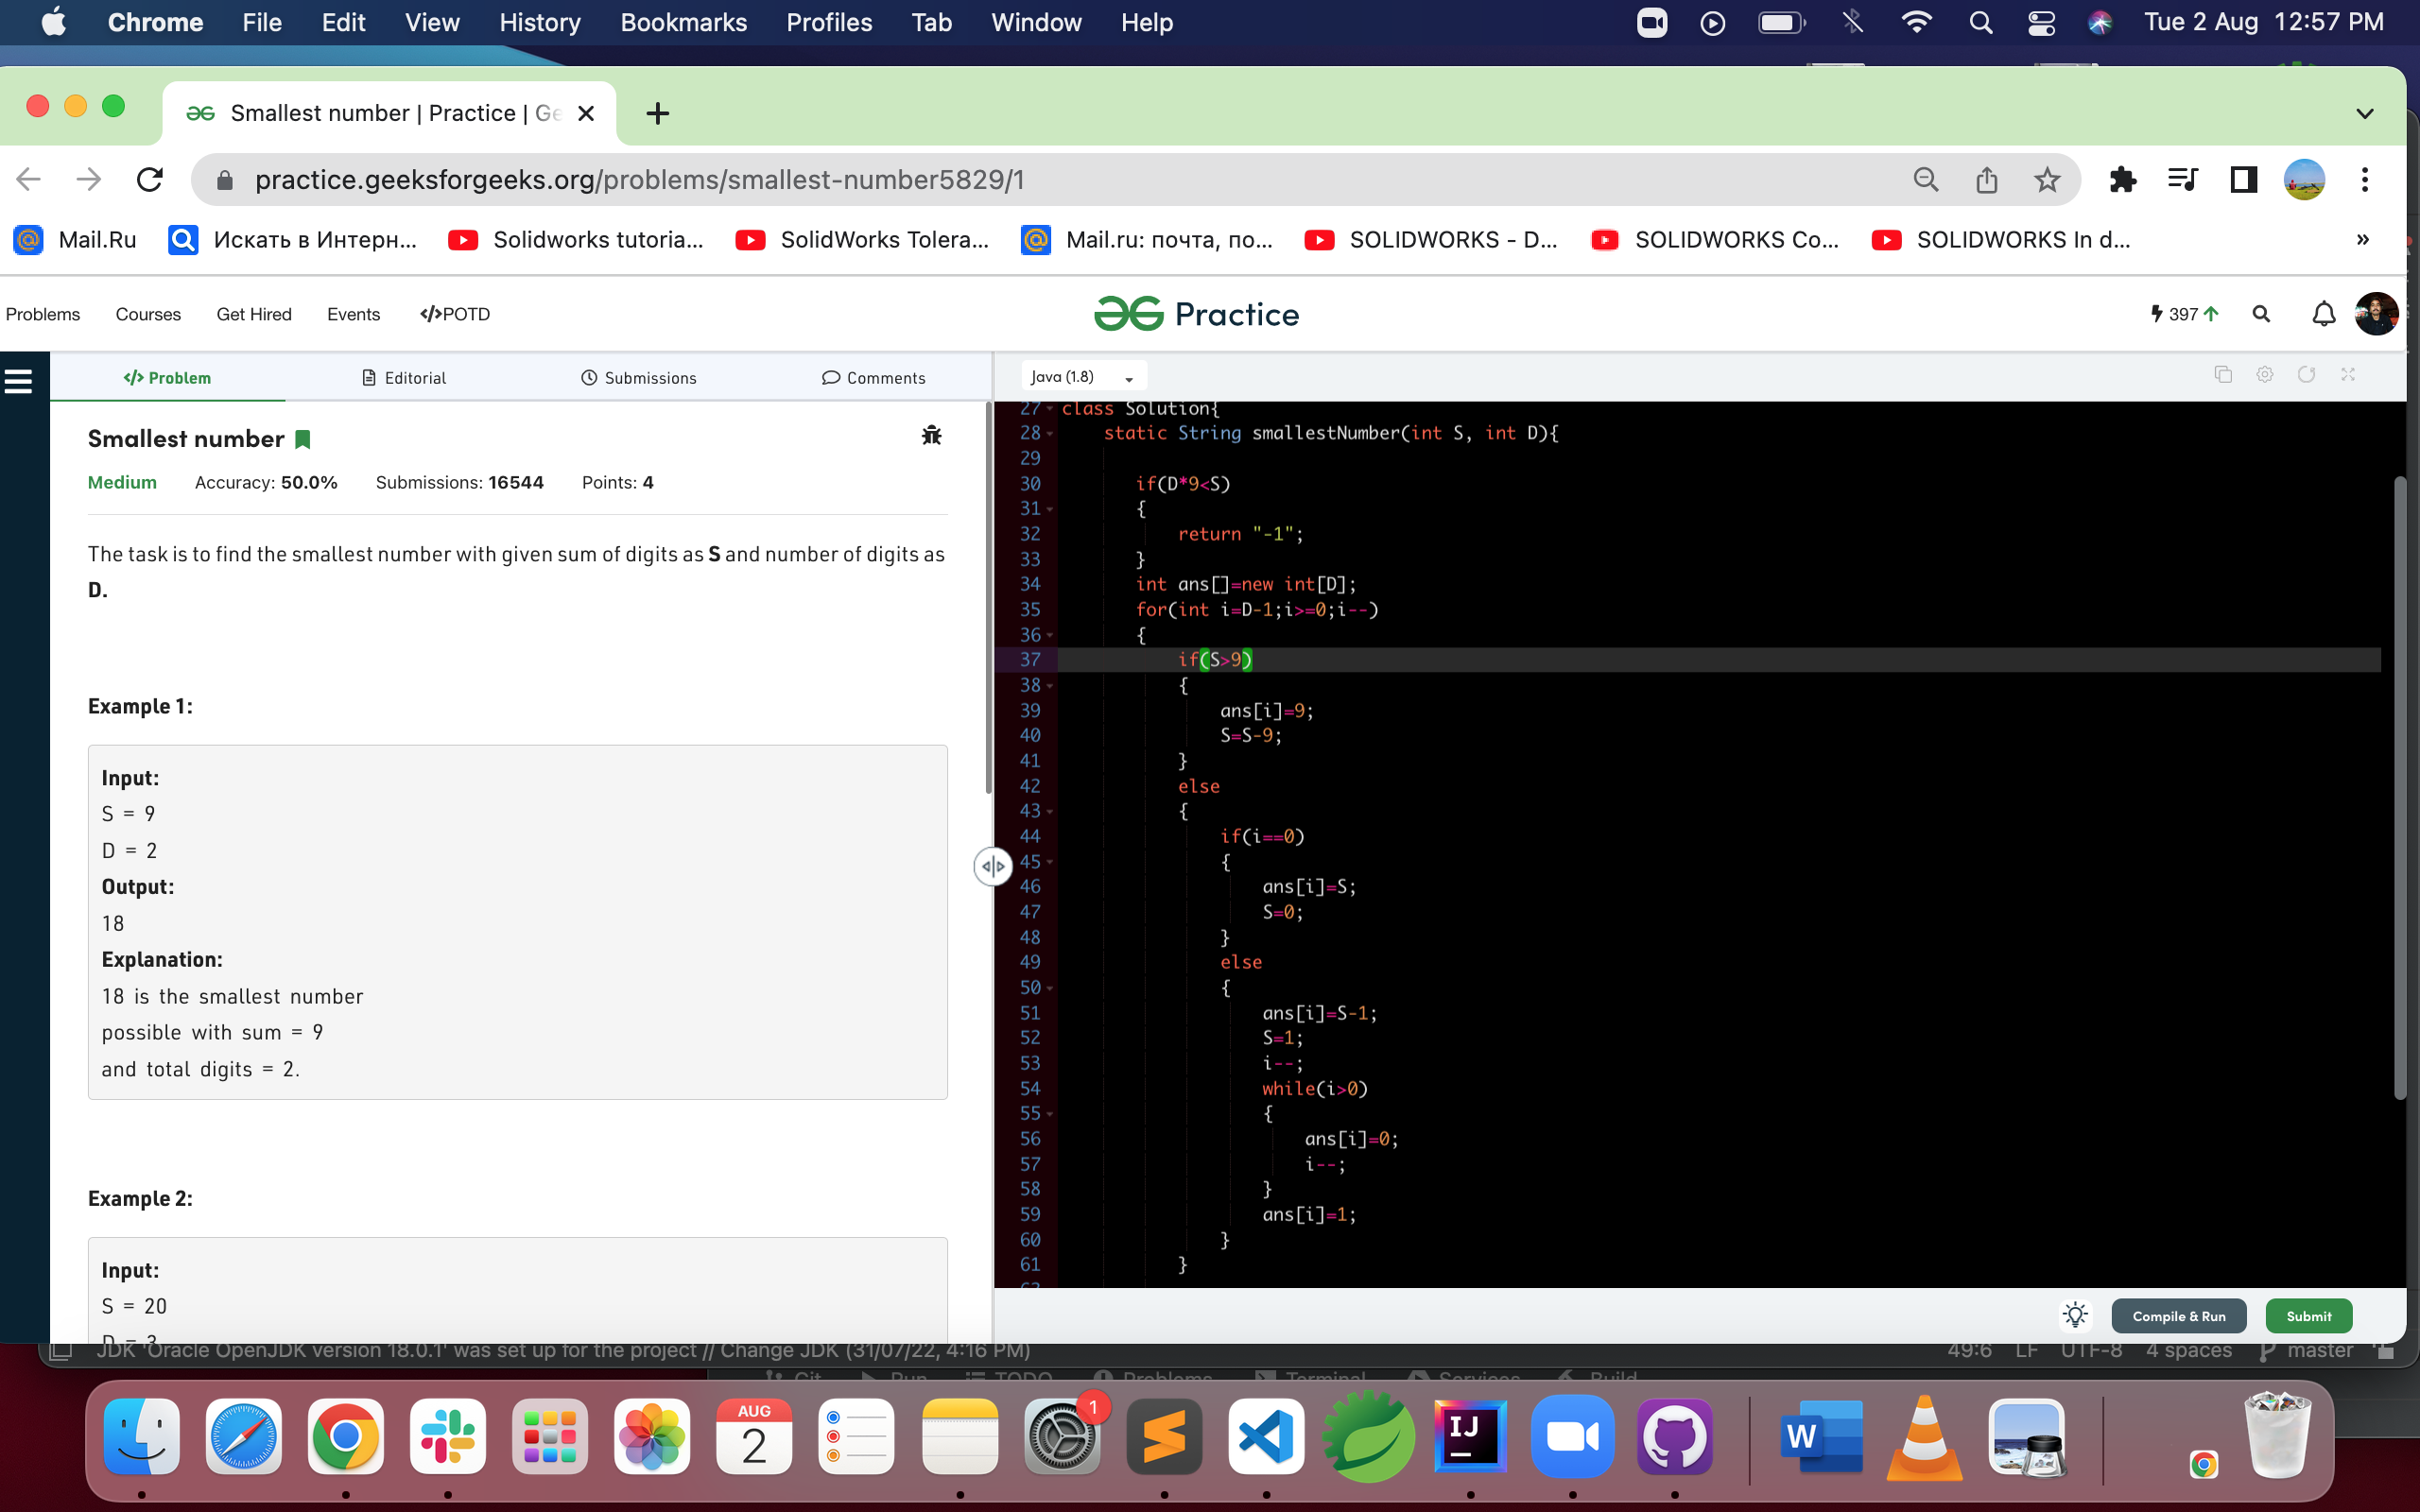 Chrome File Edit View History Bookmarks Profiles Tab Window Help Tue 2 Aug 12:57 PM
Smallest number | Practice | Ge
practice.geeksforgeeks.org/problems/smallest-number5829/1
Mail.Ru Искать в Интерн... Solidworks tutoria... SolidWorks Tolera... Mail.ru: почта, по... SOLIDWORKS - D... SOLIDWORKS Co... SOLIDWORKS In d... »
Problems Courses Get Hired Events </>POTD Practice 397
</> Problem Editorial Submissions Comments Java (1.8)
Smallest number
Medium Accuracy: 50.0% Submissions: 16544 Points: 4
The task is to find the smallest number with given sum of digits as S and number of digits as
D.
Example 1:
Input:
S = 9
D = 2
Output:
18
Explanation:
18 is the smallest number
possible with sum = 9
and total digits = 2.
Example 2:
Input:
S = 20
D = 3
27 class Solution{
28 static String smallestNumber(int S, int D){
29
30 if(D*9<S)
31 {
32 return "-1";
33 }
34 int ans[]=new int[D];
35 for(int i=D-1;i>=0;i--)
36 {
37 if(S>9)
38 {
39 ans[i]=9;
40 S=S-9;
41 }
42 else
43 {
44 if(i==0)
45 {
46 ans[i]=S;
47 S=0;
48 }
49 else
50 {
51 ans[i]=S-1;
52 S=1;
53 i--;
54 while(i>0)
55 {
56 ans[i]=0;
57 i--;
58 }
59 ans[i]=1;
60 }
61 }
Compile & Run Submit
JDK 'Oracle OpenJDK version 18.0.1' was set up for the project // Change JDK (31/07/22, 4:16 PM) 49:6 LF UTF-8 4 spaces master
Git Run TODO Problems Terminal Services Build
AUG
2
1
IJ
W